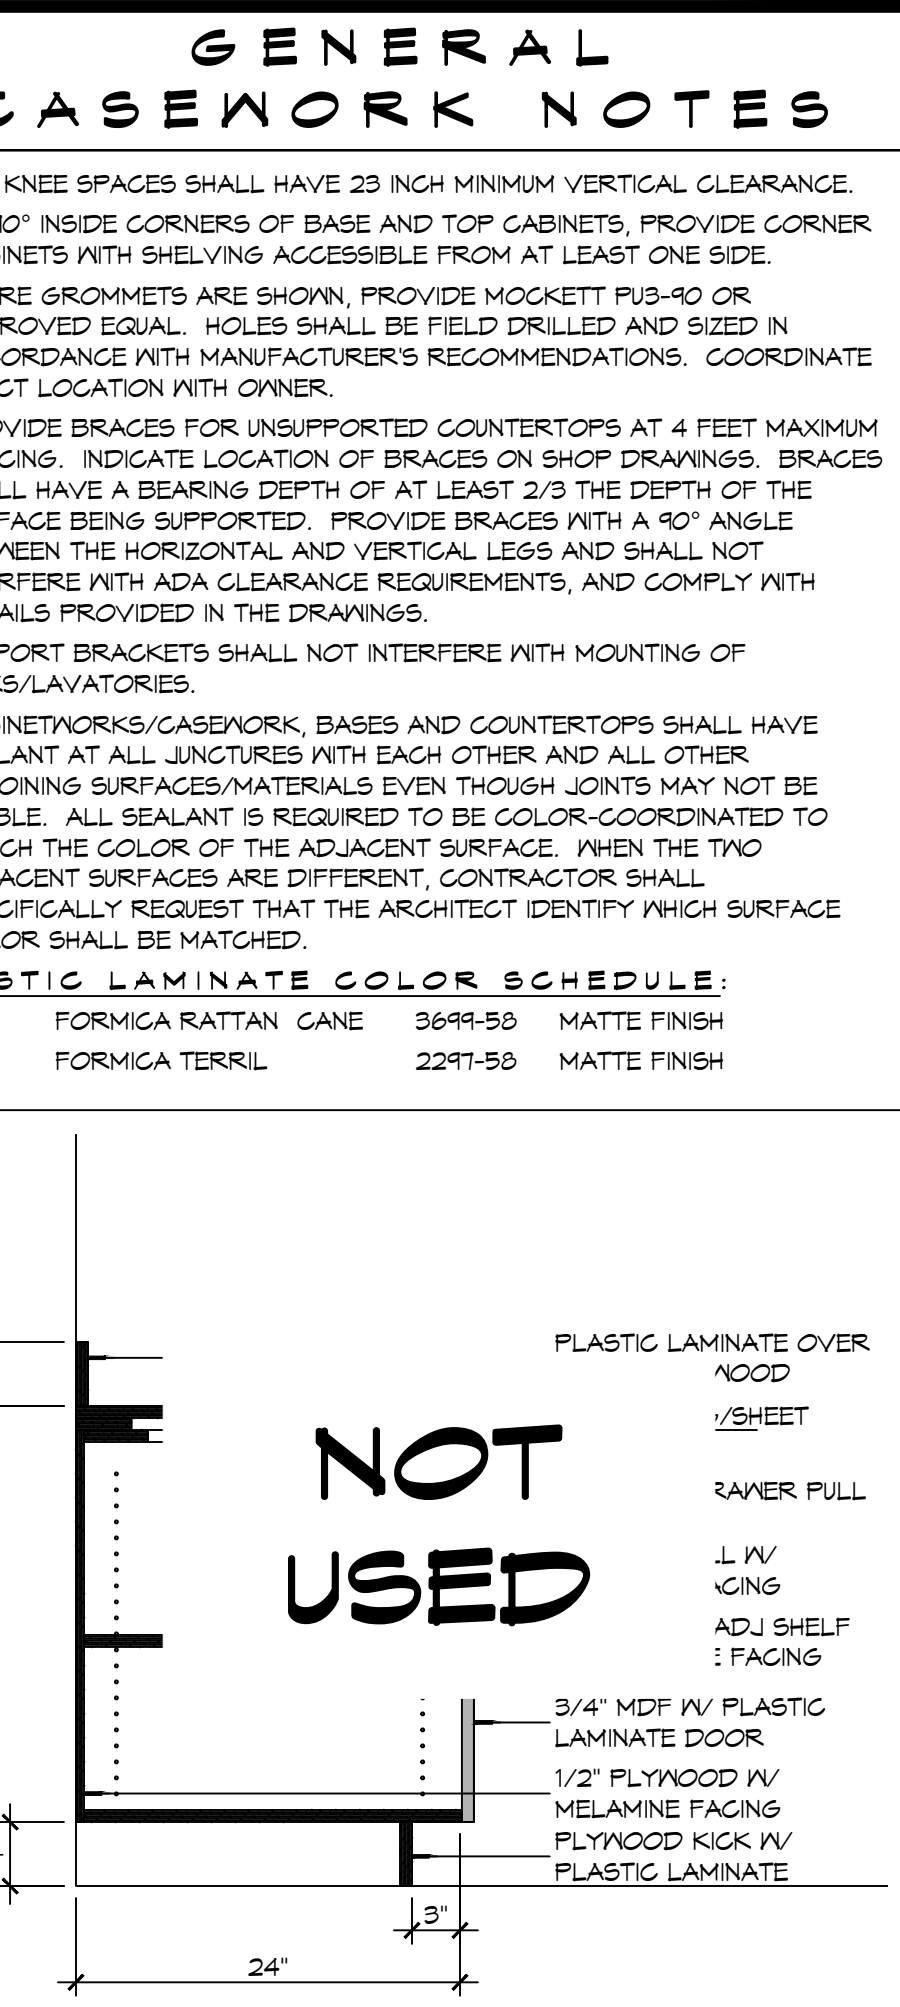 GENERAL
CASEWORK NOTES
KNEE SPACES SHALL HAVE 23 INCH MINIMUM VERTICAL CLEARANCE.
INSIDE CORNERS OF BASE AND TOP CABINETS, PROVIDE CORNER
INETS WITH SHELVING ACCESSIBLE FROM AT LEAST ONE SIDE.
RE GROMMETS ARE SHOWN, PROVIDE MOCKETT PU3-90 OR
ROVED EQUAL. HOLES SHALL BE FIELD DRILLED AND SIZED IN
ORDANCE WITH MANUFACTURER'S RECOMMENDATIONS. COORDINATE
CT LOCATION WITH OWNER.
VIDE BRACES FOR UNSUPPORTED COUNTERTOPS AT 4 FEET MAXIMUM
CING. INDICATE LOCATION OF BRACES ON SHOP DRAWINGS. BRACES
LL HAVE A BEARING DEPTH OF AT LEAST 2/3 THE DEPTH OF THE
FACE BEING SUPPORTED. PROVIDE BRACES WITH A 90° ANGLE
WEEN THE HORIZONTAL AND VERTICAL LEGS AND SHALL NOT
RFERE WITH ADA CLEARANCE REQUIREMENTS, AND COMPLY WITH
AILS PROVIDED IN THE DRAWINGS.
PORT BRACKETS SHALL NOT INTERFERE WITH MOUNTING OF
KS/LAVATORIES.
INETWORKS/CASEWORK, BASES AND COUNTERTOPS SHALL HAVE
LANT AT ALL JUNCTURES WITH EACH OTHER AND ALL OTHER
OINING SURFACES/MATERIALS EVEN THOUGH JOINTS MAY NOT BE
BLE. ALL SEALANT IS REQUIRED TO BE COLOR-COORDINATED TO
CH THE COLOR OF THE ADJACENT SURFACE. WHEN THE TWO
ACENT SURFACES ARE DIFFERENT, CONTRACTOR SHALL
CIFICALLY REQUEST THAT THE ARCHITECT IDENTIFY WHICH SURFACE
OR SHALL BE MATCHED.
STIC LAMINATE COLOR SCHEDULE:
FORMICA RATTAN CANE 3699-58 MATTE FINISH
FORMICA TERRIL 2297-58 MATTE FINISH
PLASTIC LAMINATE OVER
WOOD
/SHEET
RAWER PULL
NOT
USED
LL W/
ACING
ADJ SHELF
E FACING
3/4" MDF W/ PLASTIC
LAMINATE DOOR
1/2" PLYWOOD W/
MELAMINE FACING
PLYWOOD KICK W/
PLASTIC LAMINATE
3"
24"